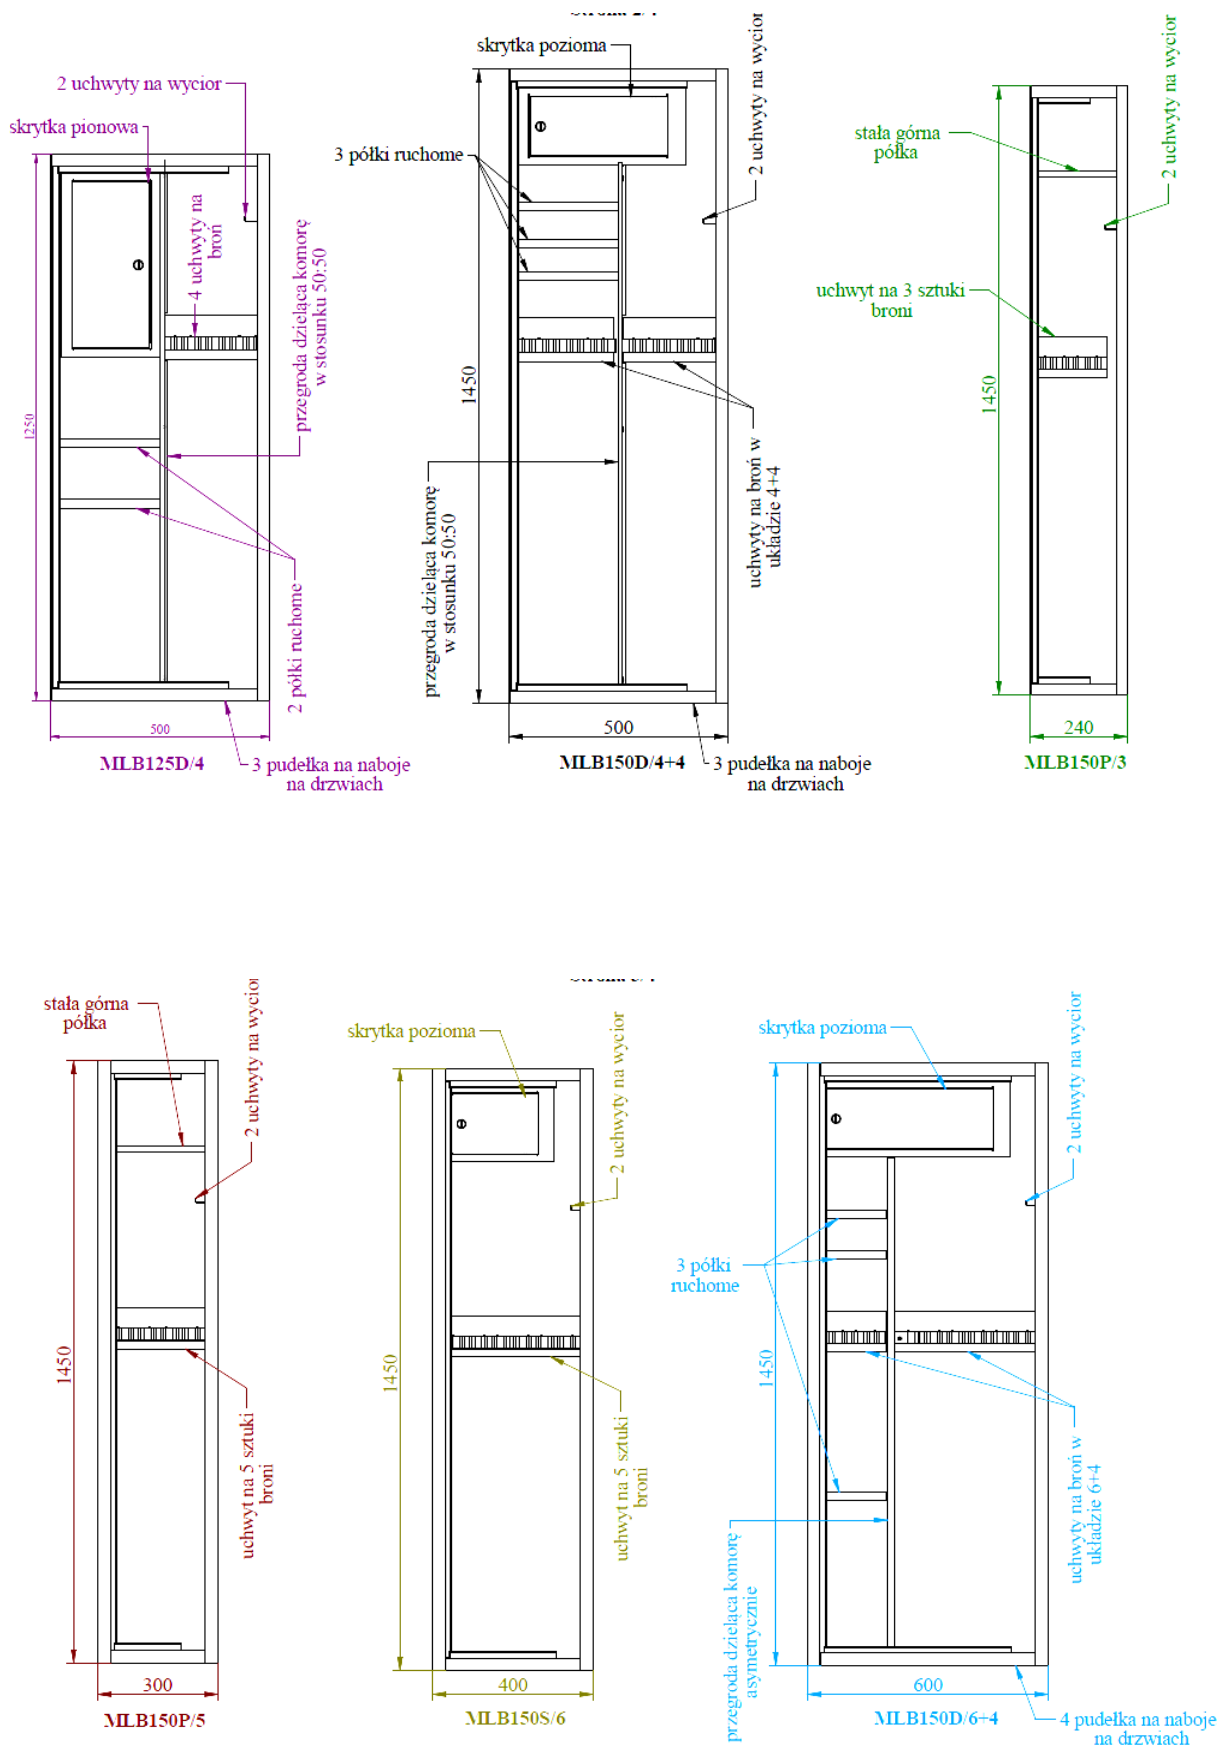 skrytka pozioma
2 uchwyty na wycior
skrytka pionowa
3 półki ruchome
4 uchwyty na
broń
przegroda dzieląca komorę
w stosunku 50:50
2 półki ruchome
1250
500
MLB125D/4
3 pudełka na naboje
na drzwiach
2 uchwyty na wycior
1450
uchwyty na broń w
układzie 4+4
przegroda dzieląca komorę
w stosunku 50:50
500
MLB150D/4+4
3 pudełka na naboje
na drzwiach
stała górna
półka
2 uchwyty na wycior
uchwyt na 3 sztuki
broni
1450
240
MLB150P/3
stała górna
półka
2 uchwyty na wycior
1450
uchwyt na 5 sztuki
broni
300
MLB150P/5
skrytka pozioma
2 uchwyty na wycior
1450
uchwyt na 5 sztuki
broni
400
MLB150S/6
skrytka pozioma
2 uchwyty na wycior
3 półki
ruchome
1450
uchwyty na broń w
układzie 6+4
przegroda dzieląca komorę
asymetrycznie
600
MLB150D/6+4
4 pudełka na naboje
na drzwiach